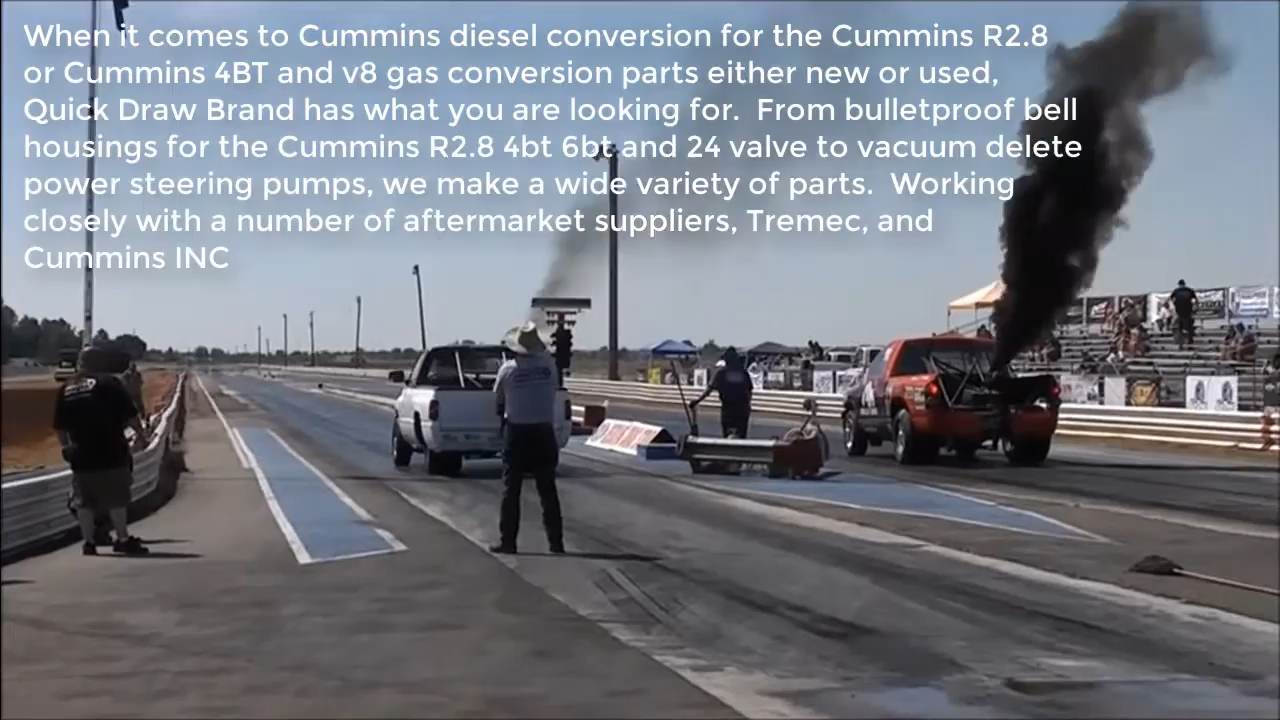 When it comes to Cummins diesel conversion for the Cummins R2.8
or Cummins 4BT and v8 gas conversion parts either new or used,
Quick Draw Brand has what you are looking for.  From bulletproof bell
housings for the Cummins R2.8 4bt 6bt and 24 valve to vacuum delete
power steering pumps, we make a wide variety of parts.  Working
closely with a number of aftermarket suppliers, Tremec, and
Cummins INC